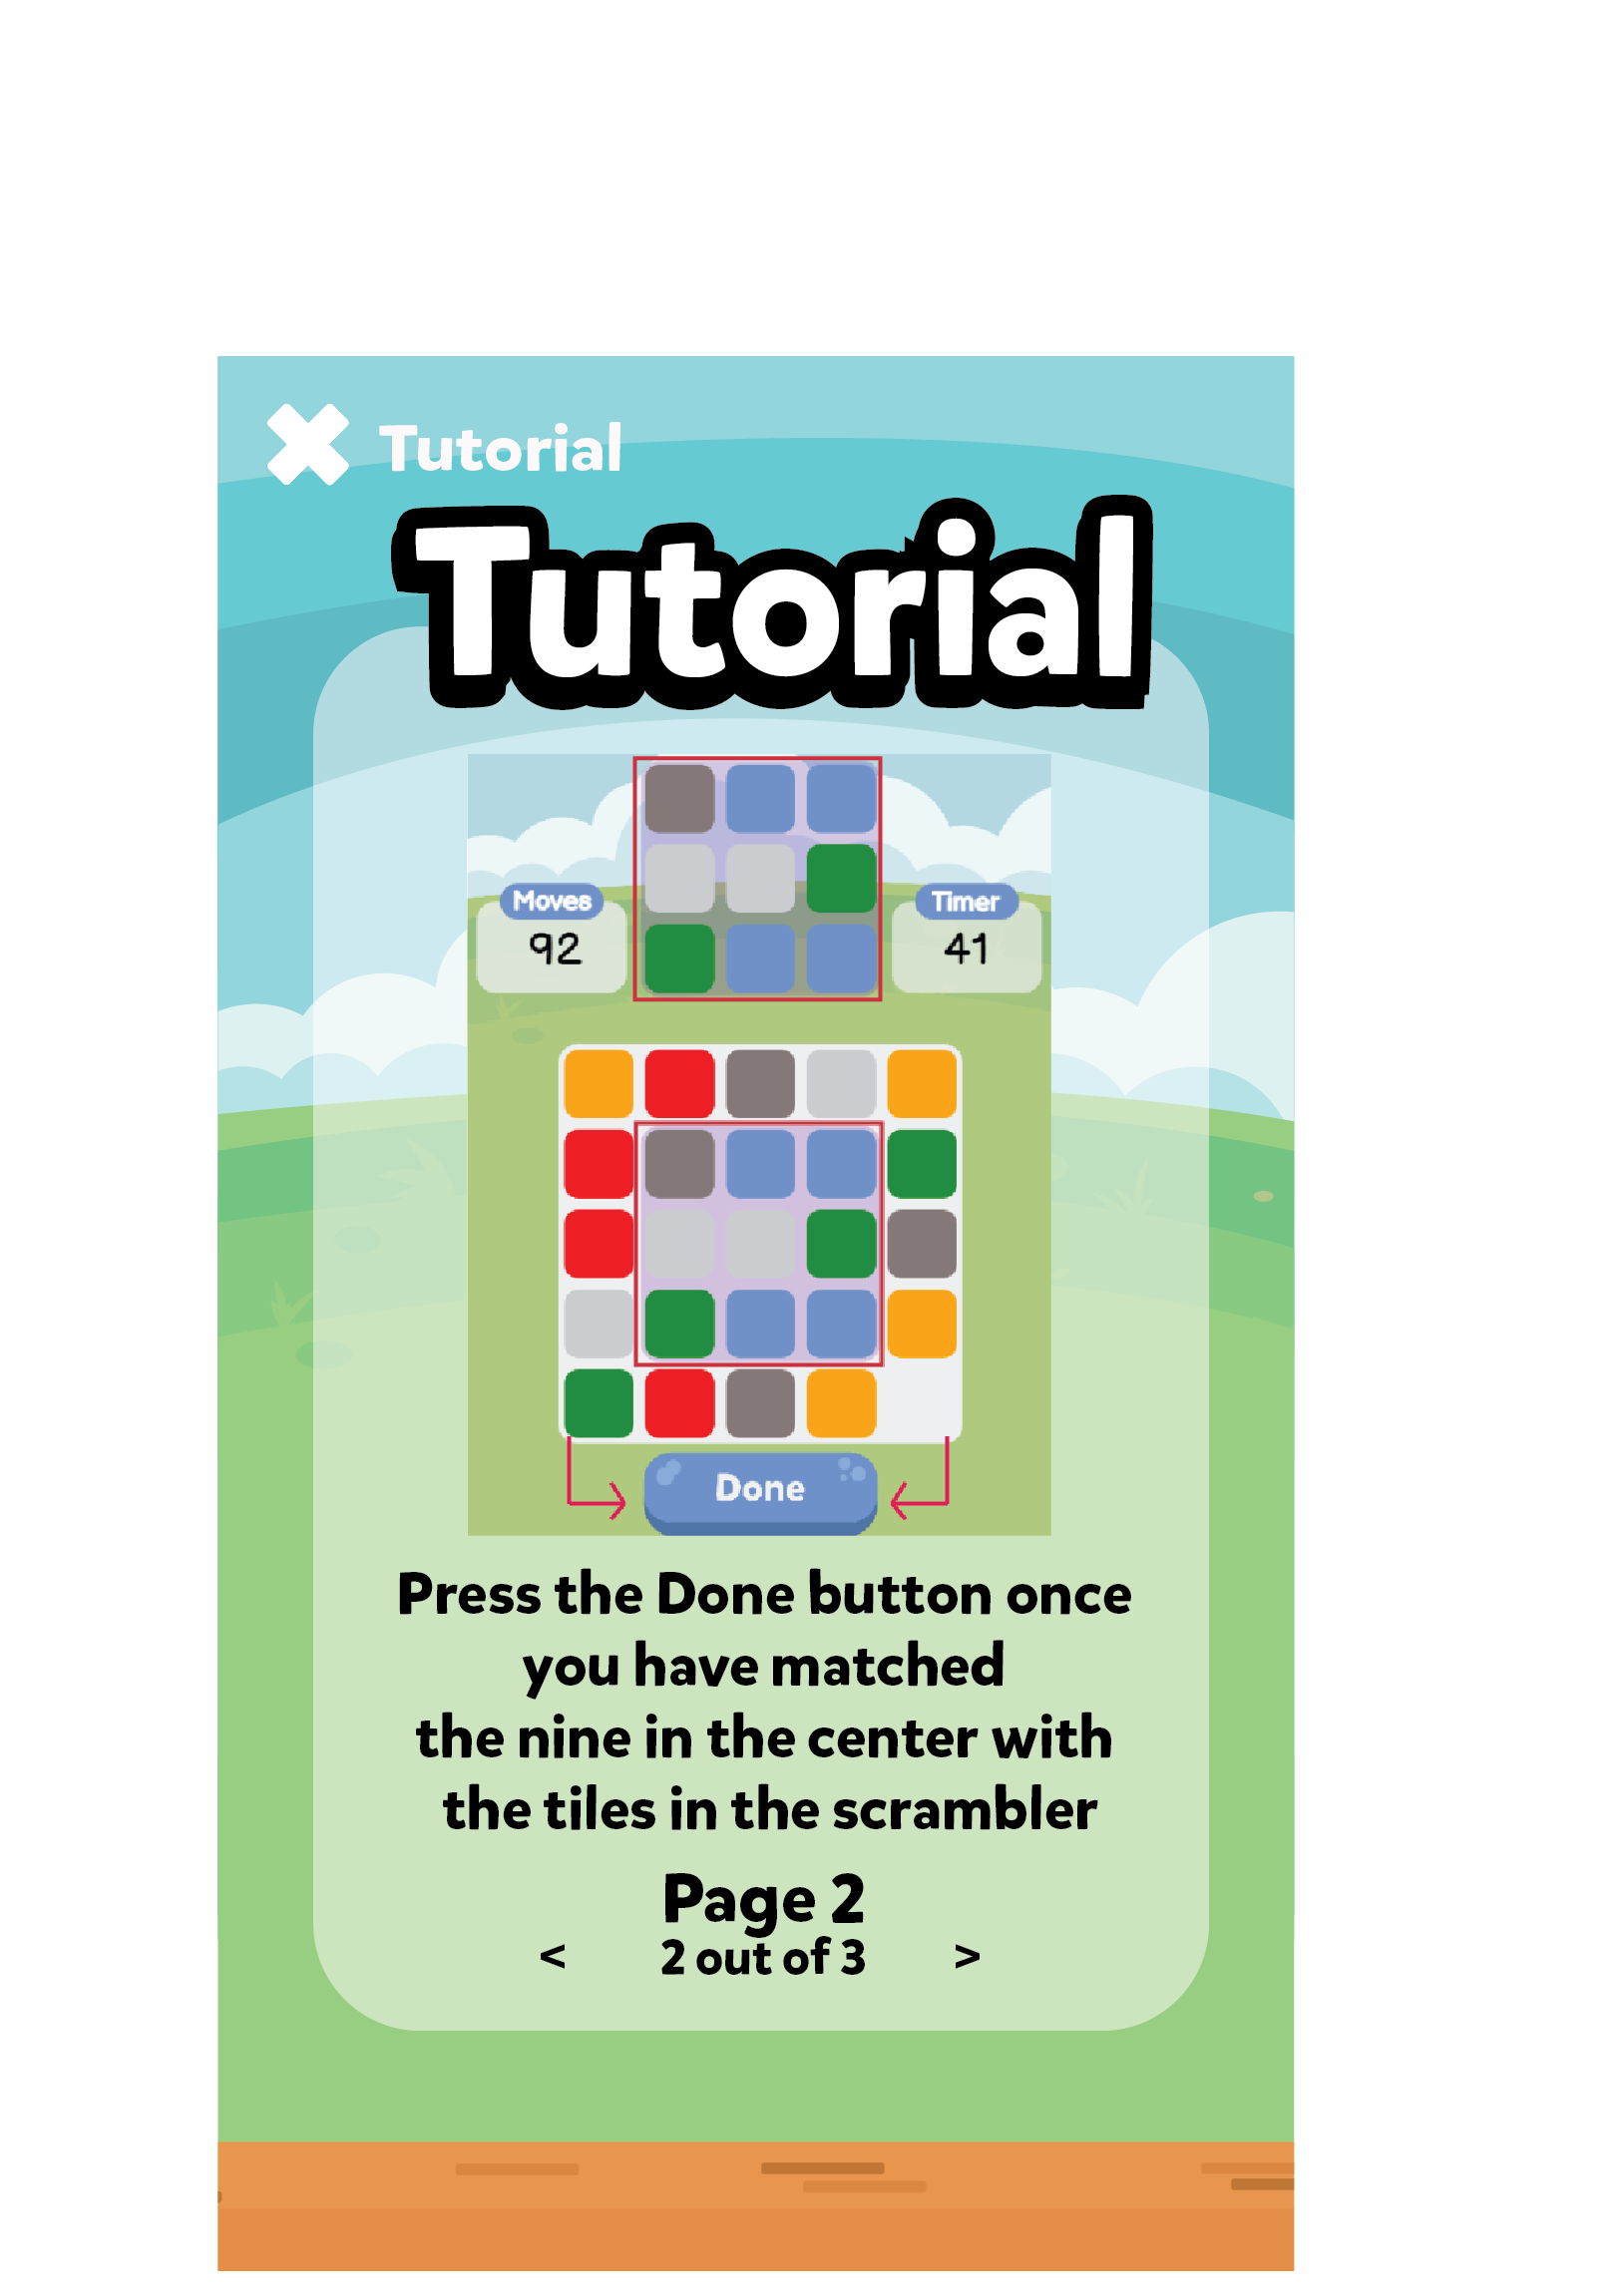 Tutorial
Tutorial
Moves
92
Timer
41
Done
Press the Done button once
you have matched
the nine in the center with
the tiles in the scrambler
Page 2
< 2 out of 3 >